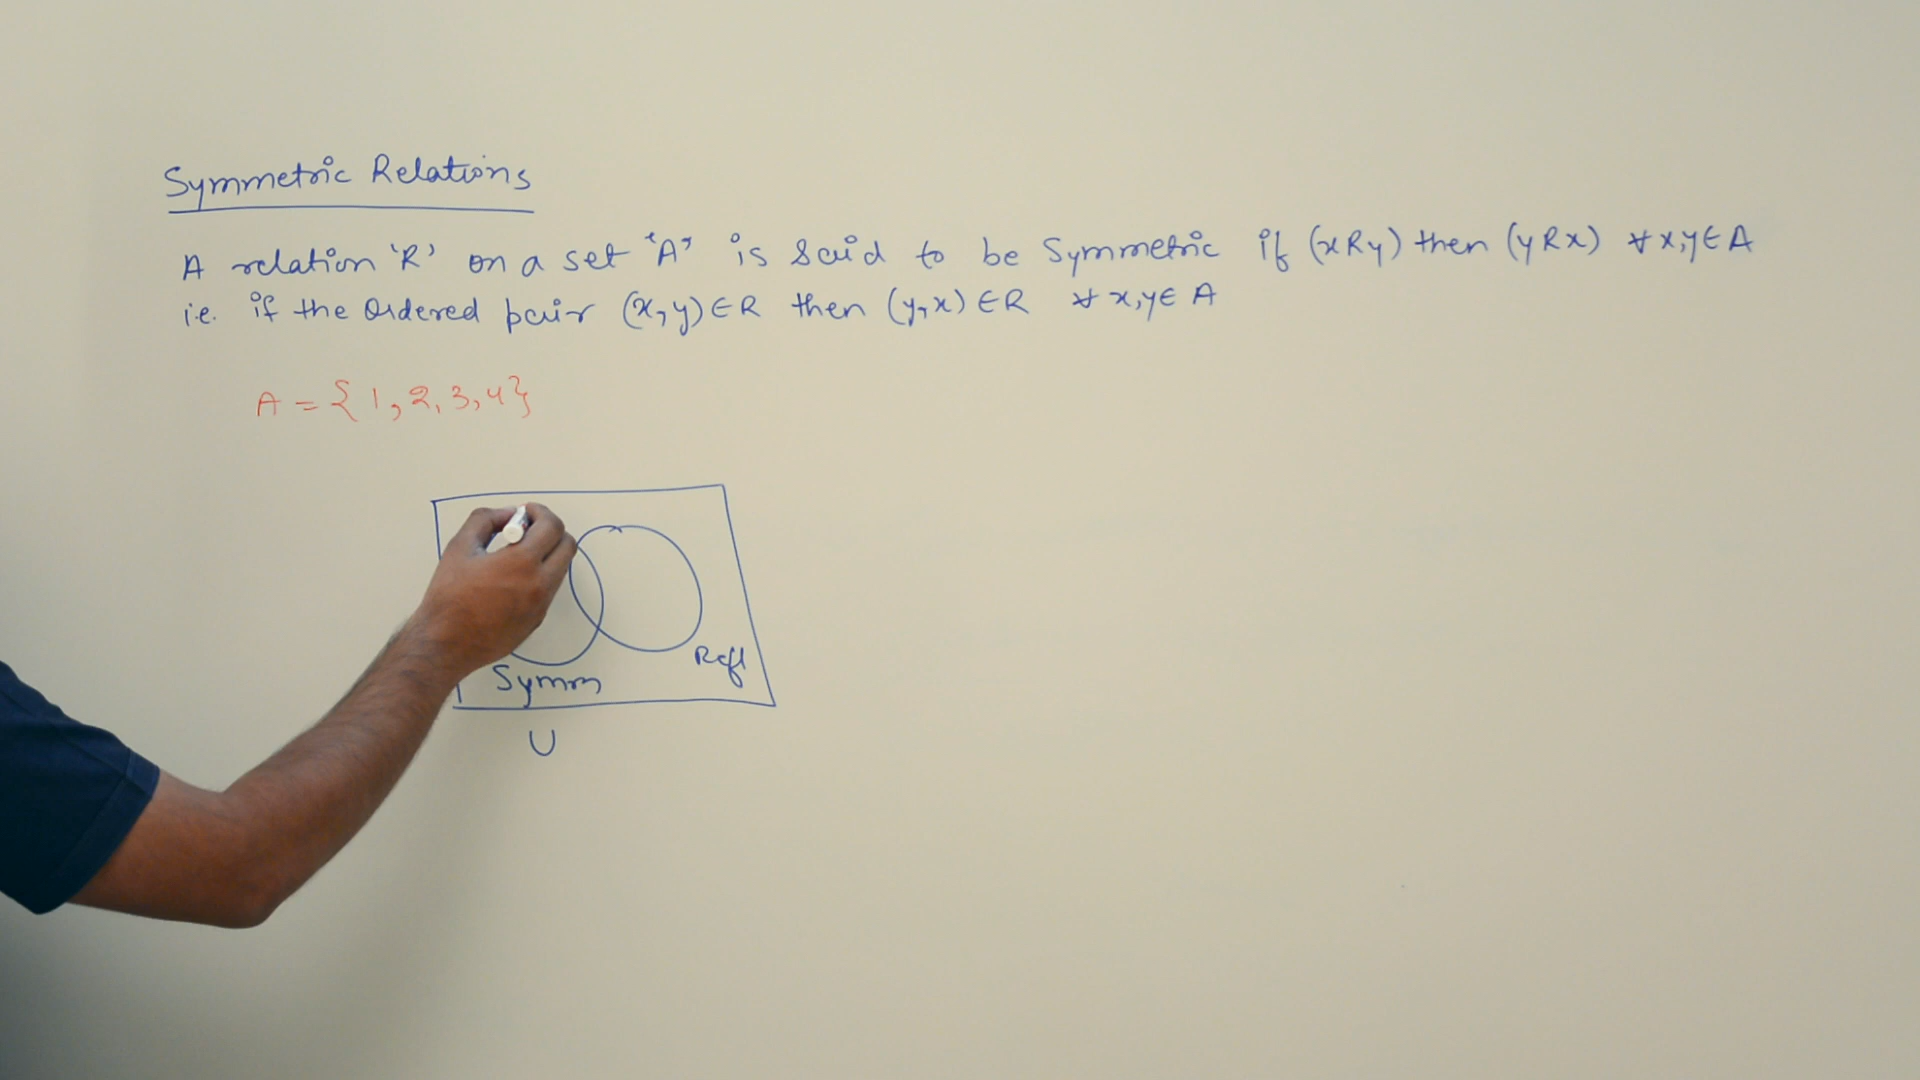 Symmetric Relations
A relation 'R' on a set 'A' is said to be Symmetric if (xRy) then (yRx) ∀ x,y ∈ A
i.e. if the Ordered pair (x, y) ∈ R then (y, x) ∈ R ∀ x,y ∈ A
A = {1, 2, 3, 4}
Refl
Symm
U